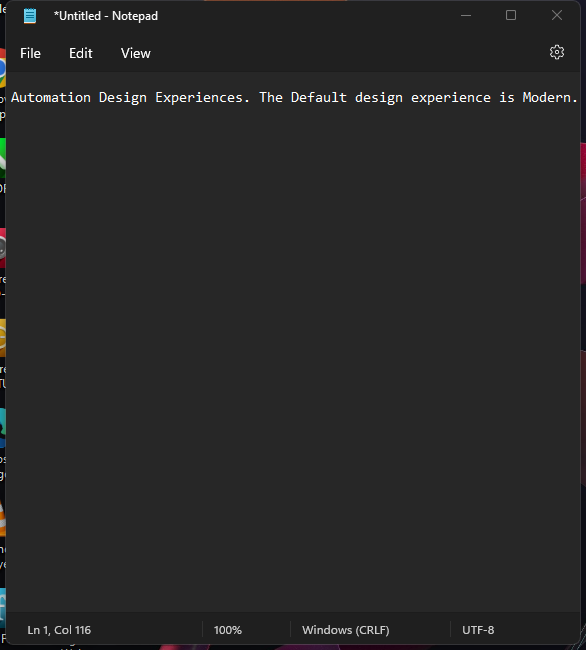 *Untitled - Notepad
File Edit View
Automation Design Experiences. The Default design experience is Modern.
Ln 1, Col 116 100% Windows (CRLF) UTF-8